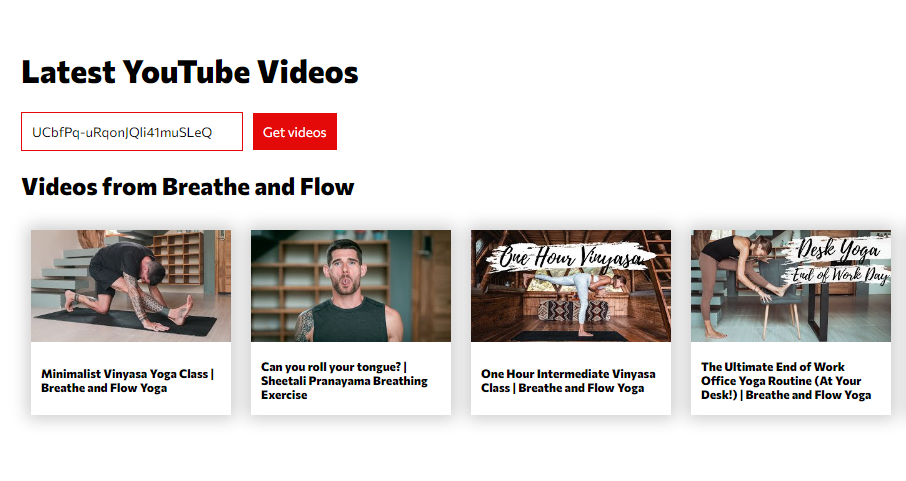 Latest YouTube Videos
UCbfPq-uRqonJQli41muSLeQ
Get videos
Videos from Breathe and Flow
One Hour Vinyasa
Desk Yoga
End of Work Day
Minimalist Vinyasa Yoga Class |
Breathe and Flow Yoga
Can you roll your tongue? |
Sheetali Pranayama Breathing
Exercise
One Hour Intermediate Vinyasa
Class | Breathe and Flow Yoga
The Ultimate End of Work
Office Yoga Routine (At Your
Desk!) | Breathe and Flow Yoga